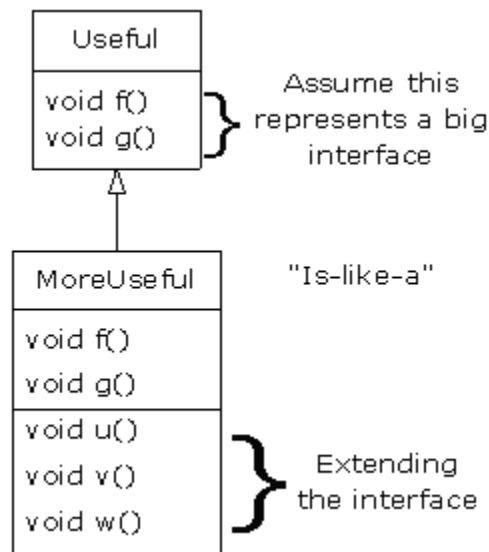 Useful
void f()
void g()
Assume this
represents a big
interface
MoreUseful
"Is-like-a"
void f()
void g()
void u()
void v()
void w()
Extending
the interface